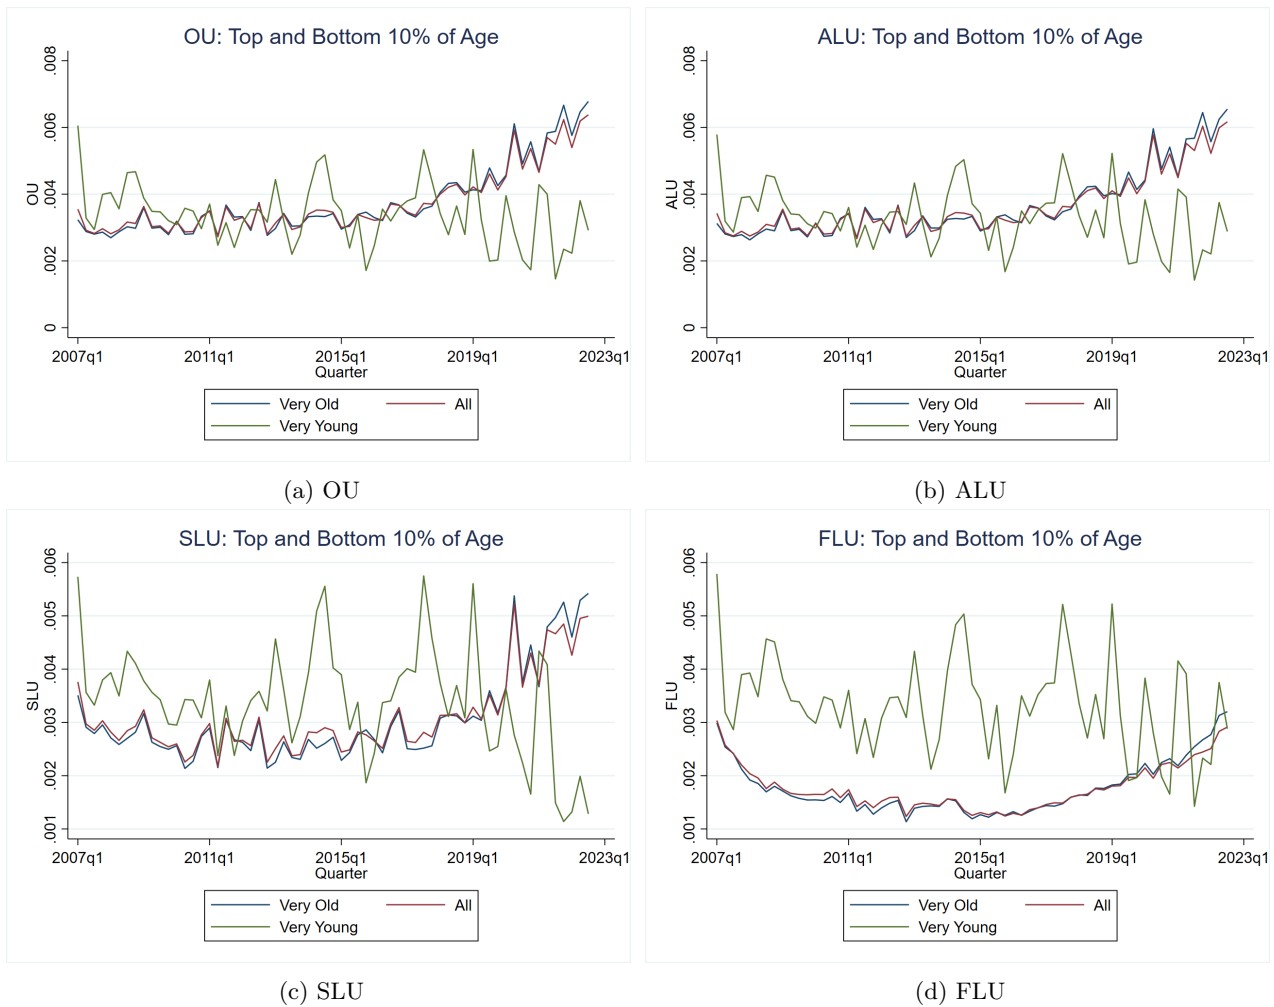 OU: Top and Bottom 10% of Age
.008
.006
.004
.002
0
OU
2007q1 2011q1 2015q1 2019q1 2023q1
Quarter
Very Old All
Very Young
(a) OU
ALU: Top and Bottom 10% of Age
.008
.006
.004
.002
0
ALU
2007q1 2011q1 2015q1 2019q1 2023q1
Quarter
Very Old All
Very Young
(b) ALU
SLU: Top and Bottom 10% of Age
.006
.005
.004
.003
.002
.001
SLU
2007q1 2011q1 2015q1 2019q1 2023q1
Quarter
Very Old All
Very Young
(c) SLU
FLU: Top and Bottom 10% of Age
.006
.005
.004
.003
.002
.001
FLU
2007q1 2011q1 2015q1 2019q1 2023q1
Quarter
Very Old All
Very Young
(d) FLU